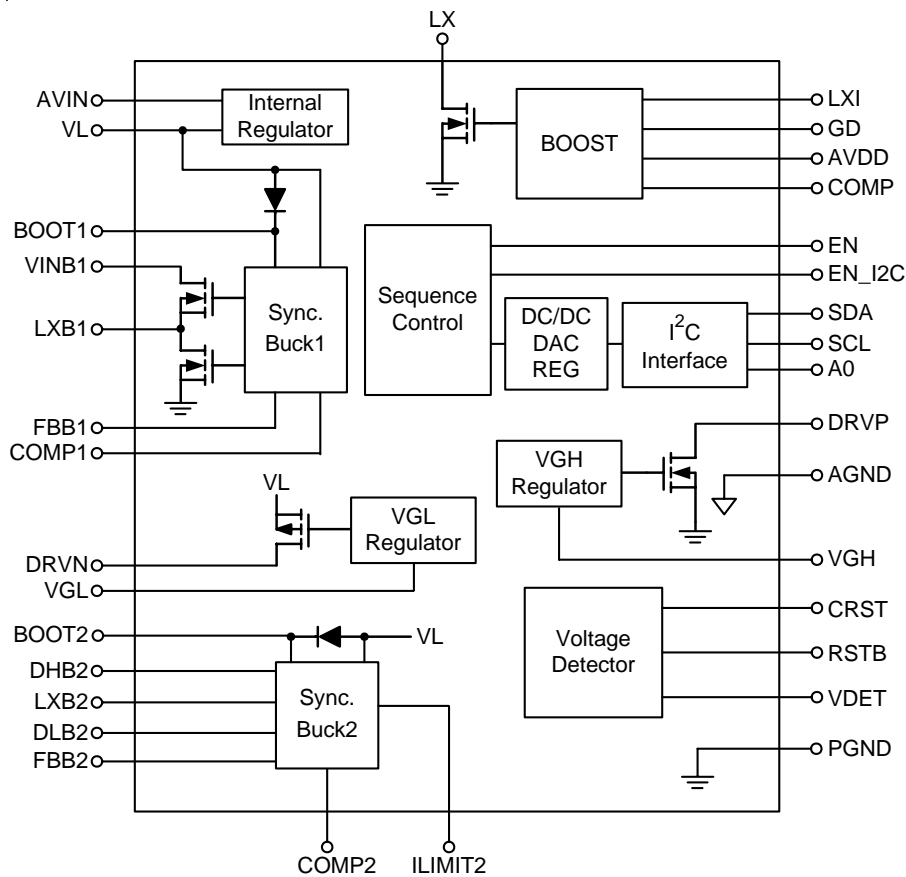 LX
AVIN
VL
Internal
Regulator
BOOST
LXI
GD
AVDD
COMP
BOOT1
VINB1
LXB1
FBB1
COMP1
Sync.
Buck1
Sequence
Control
DC/DC
DAC
REG
I²C
Interface
EN
EN_I2C
SDA
SCL
A0
VGH
Regulator
DRVP
AGND
VGH
VL
VGL
Regulator
DRVN
VGL
BOOT2
DHB2
LXB2
DLB2
FBB2
VL
Sync.
Buck2
Voltage
Detector
CRST
RSTB
VDET
PGND
COMP2
ILIMIT2